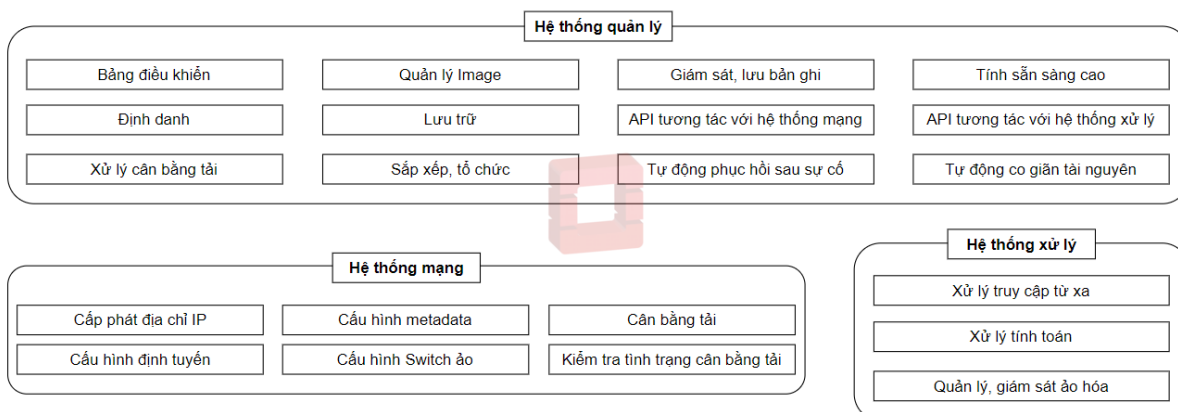 Hệ thống quản lý
Bảng điều khiển
Quản lý Image
Giám sát, lưu bản ghi
Tính sẵn sàng cao
Định danh
Lưu trữ
API tương tác với hệ thống mạng
API tương tác với hệ thống xử lý
Xử lý cân bằng tải
Sắp xếp, tổ chức
Tự động phục hồi sau sự cố
Tự động co giãn tài nguyên
Hệ thống mạng
Cấp phát địa chỉ IP
Cấu hình metadata
Cân bằng tải
Cấu hình định tuyến
Cấu hình Switch ảo
Kiểm tra tình trạng cân bằng tải
Hệ thống xử lý
Xử lý truy cập từ xa
Xử lý tính toán
Quản lý, giám sát ảo hóa